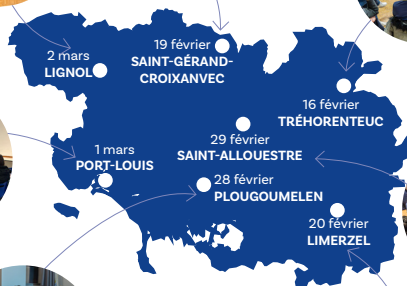 2 mars
LIGNOL
19 février
SAINT-GÉRAND-
CROIXANVEC
16 février
TRÉHORENTEUC
1 mars
PORT-LOUIS
29 février
SAINT-ALLOUESTRE
28 février
PLOUGOUMELEN
20 février
LIMERZEL